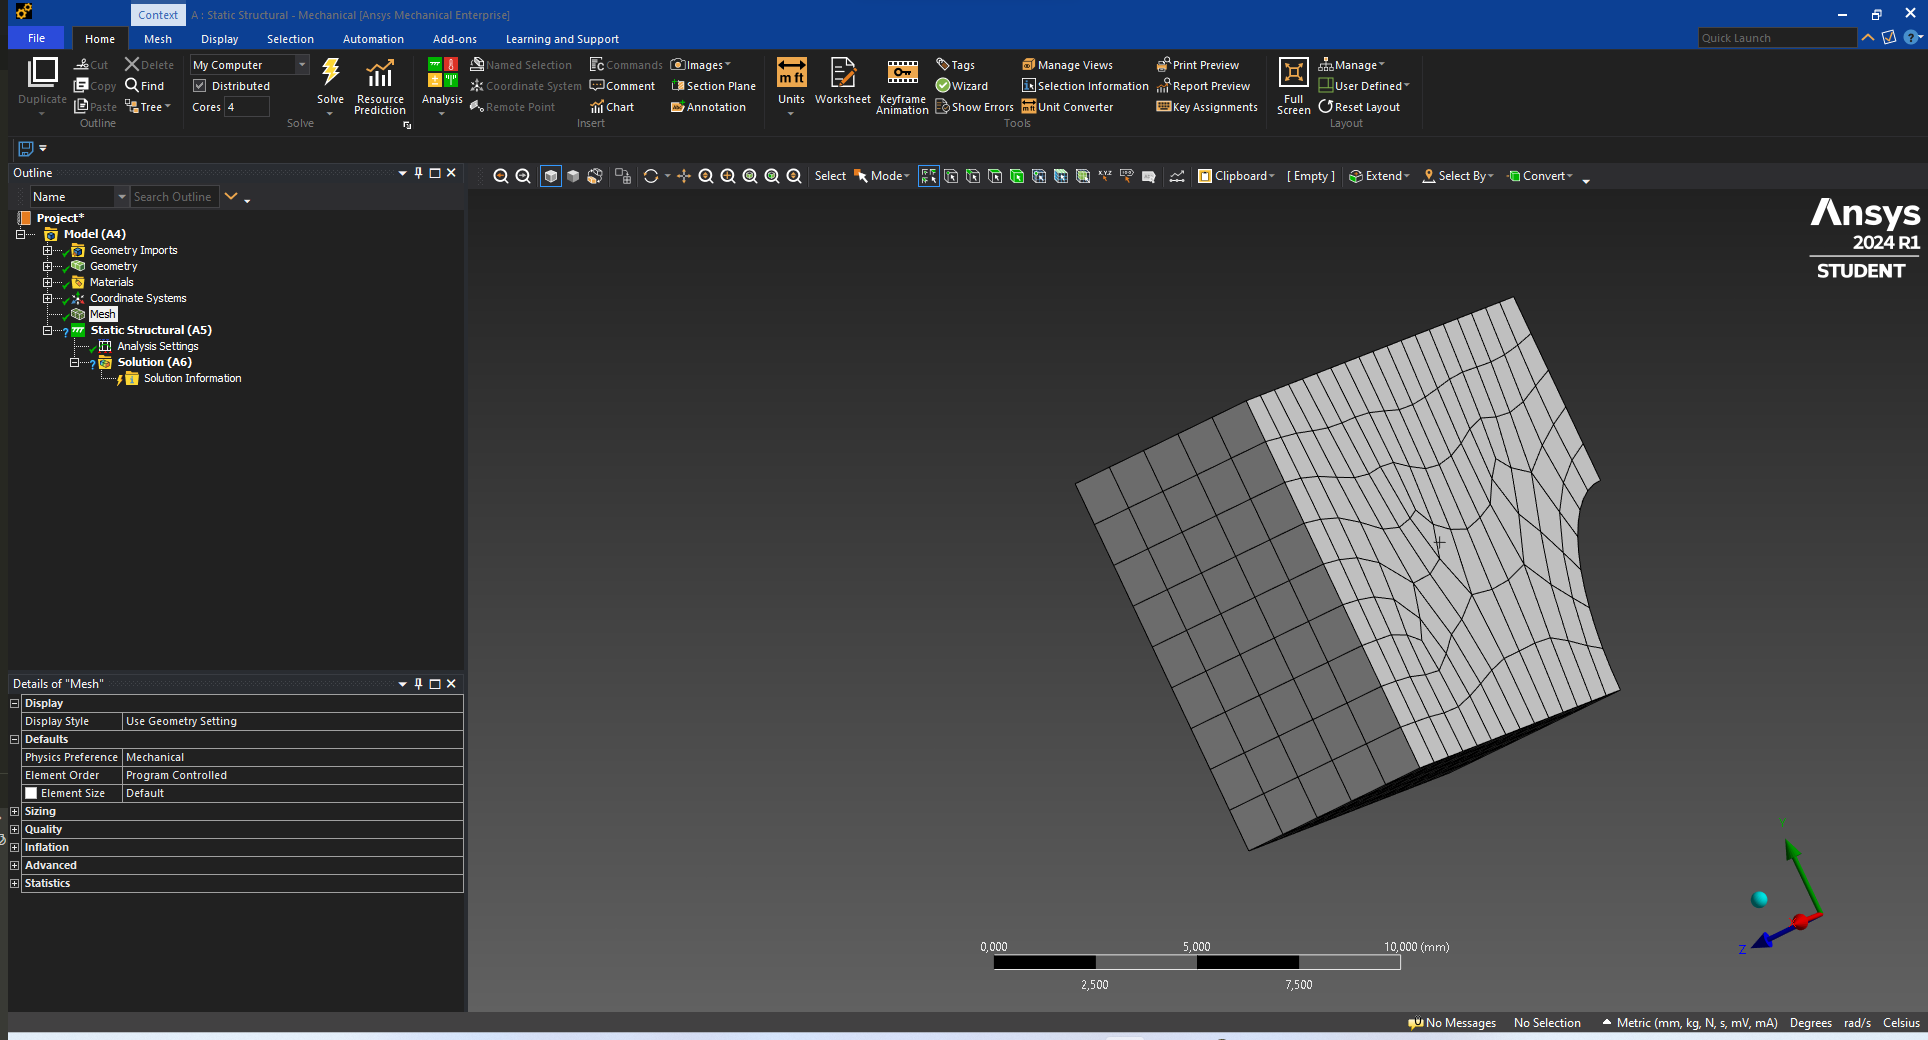 Context A : Static Structural - Mechanical [Ansys Mechanical Enterprise]
File Home Mesh Display Selection Automation Add-ons Learning and Support Quick Launch
Duplicate
Cut
Copy
Paste
Delete
Find
Tree
Outline
My Computer
Distributed
Cores 4
Solve
Resource
Prediction
Solve
Analysis
Named Selection
Coordinate System
Remote Point
Commands
Comment
Chart
Images
Section Plane
Annotation
Insert
Units
Worksheet
Keyframe
Animation
Tags
Wizard
Show Errors
Manage Views
Selection Information
Unit Converter
Print Preview
Report Preview
Key Assignments
Tools
Full
Screen
Manage
User Defined
Reset Layout
Layout
Outline
Name Search Outline
Select Mode Clipboard [ Empty ] Extend Select By Convert
Project*
Model (A4)
Geometry Imports
Geometry
Materials
Coordinate Systems
Mesh
Static Structural (A5)
Analysis Settings
Solution (A6)
Solution Information
Ansys
2024 R1
STUDENT
Details of "Mesh"
Display
Display Style Use Geometry Setting
Defaults
Physics Preference Mechanical
Element Order Program Controlled
Element Size Default
Sizing
Quality
Inflation
Advanced
Statistics
Y
Z
0,000 5,000 10,000 (mm)
2,500 7,500
No Messages No Selection Metric (mm, kg, N, s, mV, mA) Degrees rad/s Celsius